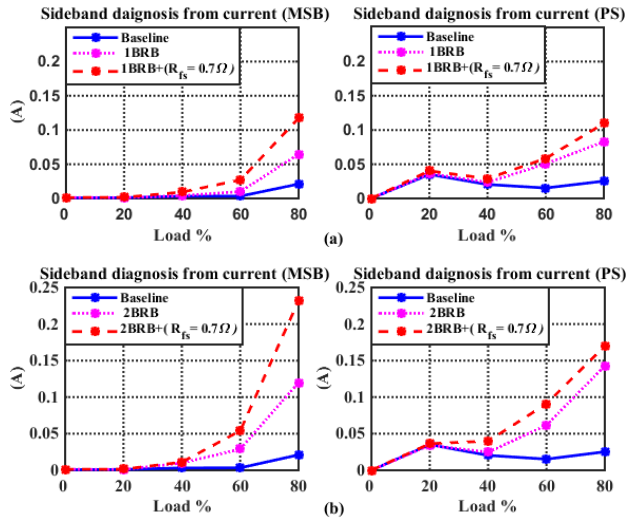 Sideband daignosis from current (MSB)
Baseline
1BRB
1BRB+(Rfs= 0.7Ω)
0.2
0.15
0.1
0.05
0
(A)
0 20 40 60 80
Load %
Sideband daignosis from current (PS)
Baseline
1BRB
1BRB+(Rfs= 0.7Ω)
0.2
0.15
0.1
0.05
0
(A)
0 20 40 60 80
Load %
(a)
Sideband daignosis from current (MSB)
Baseline
2BRB
2BRB+( Rfs= 0.7Ω)
0.25
0.2
0.15
0.1
0.05
0
(A)
0 20 40 60 80
Load %
Sideband daignosis from current (PS)
Baseline
2BRB
2BRB+( Rfs= 0.7Ω)
0.25
0.2
0.15
0.1
0.05
0
(A)
0 20 40 60 80
Load %
(b)